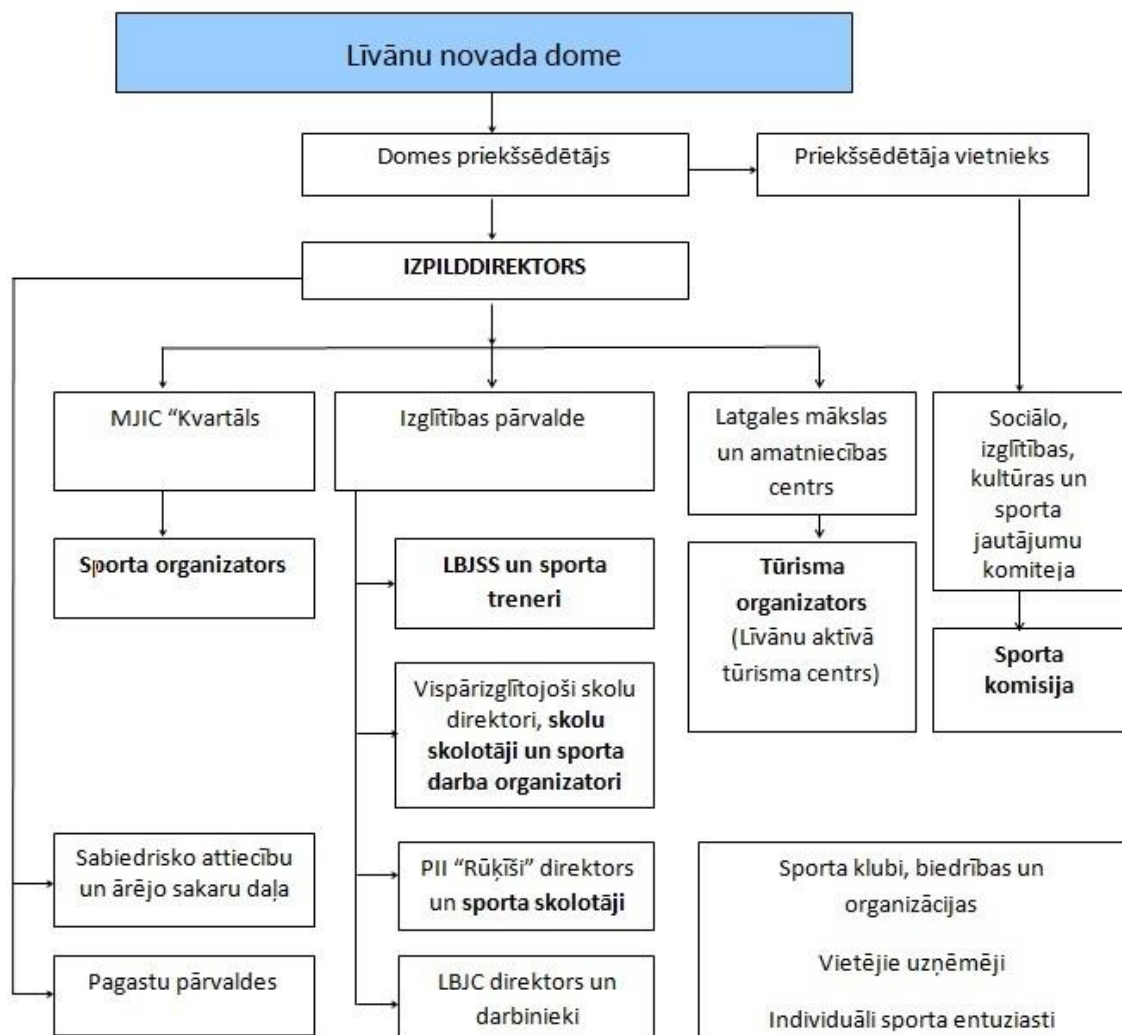 Līvānu novada dome
Domes priekšsēdētājs
Priekšsēdētāja vietnieks
IZPILDDIREKTORS
MJIC “Kvartāls
Izglītības pārvalde
Latgales mākslas
un amatniecības
centrs
Sociālo,
izglītības,
kultūras un
sporta
jautājumu
komiteja
Sporta organizators
LBJSS un sporta
treneri
Tūrisma
organizators
(Līvānu aktīvā
tūrisma centrs)
Sporta
komisija
Vispārizglītojoši skolu
direktori, skolu
skolotāji un sporta
darba organizatori
Sabiedrisko attiecību
un ārējo sakaru daļa
PII “Rūķīši” direktors
un sporta skolotāji
Sporta klubi, biedrības un
organizācijas
Vietējie uzņēmēji
Individuāli sporta entuziasti
Pagastu pārvaldes
LBJC direktors un
darbinieki